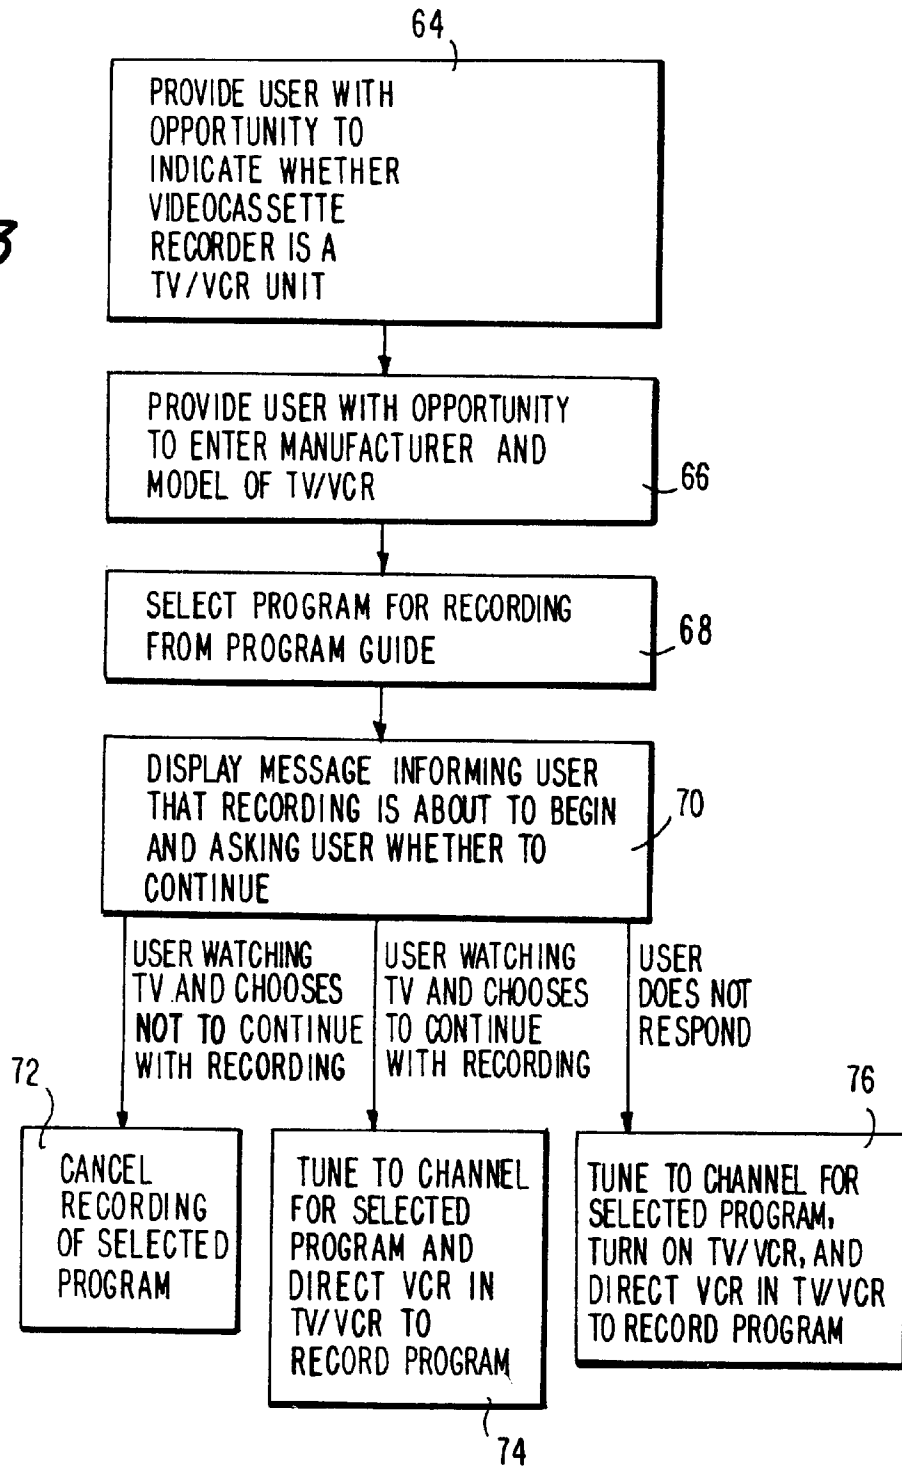 64
PROVIDE USER WITH
OPPORTUNITY TO
INDICATE WHETHER
VIDEOCASSETTE
RECORDER IS A
TV/VCR UNIT
3
PROVIDE USER WITH OPPORTUNITY
TO ENTER MANUFACTURER AND
MODEL OF TV/VCR
66
SELECT PROGRAM FOR RECORDING
FROM PROGRAM GUIDE
68
DISPLAY MESSAGE INFORMING USER
THAT RECORDING IS ABOUT TO BEGIN
AND ASKING USER WHETHER TO
CONTINUE
70
USER WATCHING
TV AND CHOOSES
NOT TO CONTINUE
WITH RECORDING
USER WATCHING
TV AND CHOOSES
TO CONTINUE
WITH RECORDING
USER
DOES NOT
RESPOND
72
CANCEL
RECORDING
OF SELECTED
PROGRAM
TUNE TO CHANNEL
FOR SELECTED
PROGRAM AND
DIRECT VCR IN
TV/VCR TO
RECORD PROGRAM
74
76
TUNE TO CHANNEL FOR
SELECTED PROGRAM,
TURN ON TV/VCR, AND
DIRECT VCR IN TV/VCR
TO RECORD PROGRAM